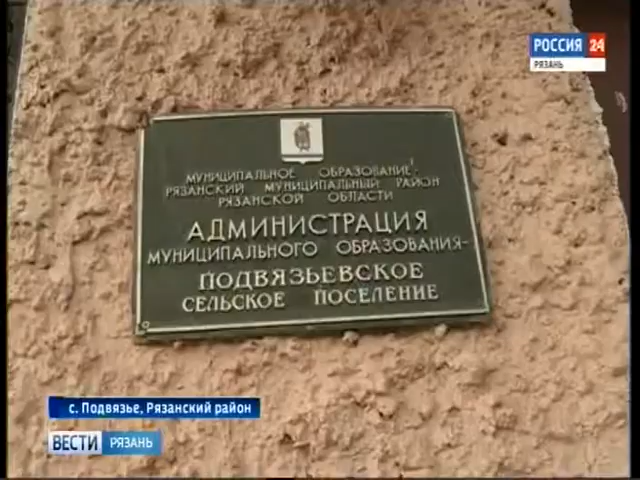 РОССИЯ 24
РЯЗАНЬ
МУНИЦИПАЛЬНОЕ ОБРАЗОВАНИЕ-
РЯЗАНСКИЙ МУНИЦИПАЛЬНЫЙ РАЙОН
РЯЗАНСКОЙ ОБЛАСТИ
АДМИНИСТРАЦИЯ
МУНИЦИПАЛЬНОГО ОБРАЗОВАНИЯ-
ПОДВЯЗЬЕВСКОЕ
СЕЛЬСКОЕ ПОСЕЛЕНИЕ
с. Подвязье, Рязанский район
ВЕСТИ РЯЗАНЬ